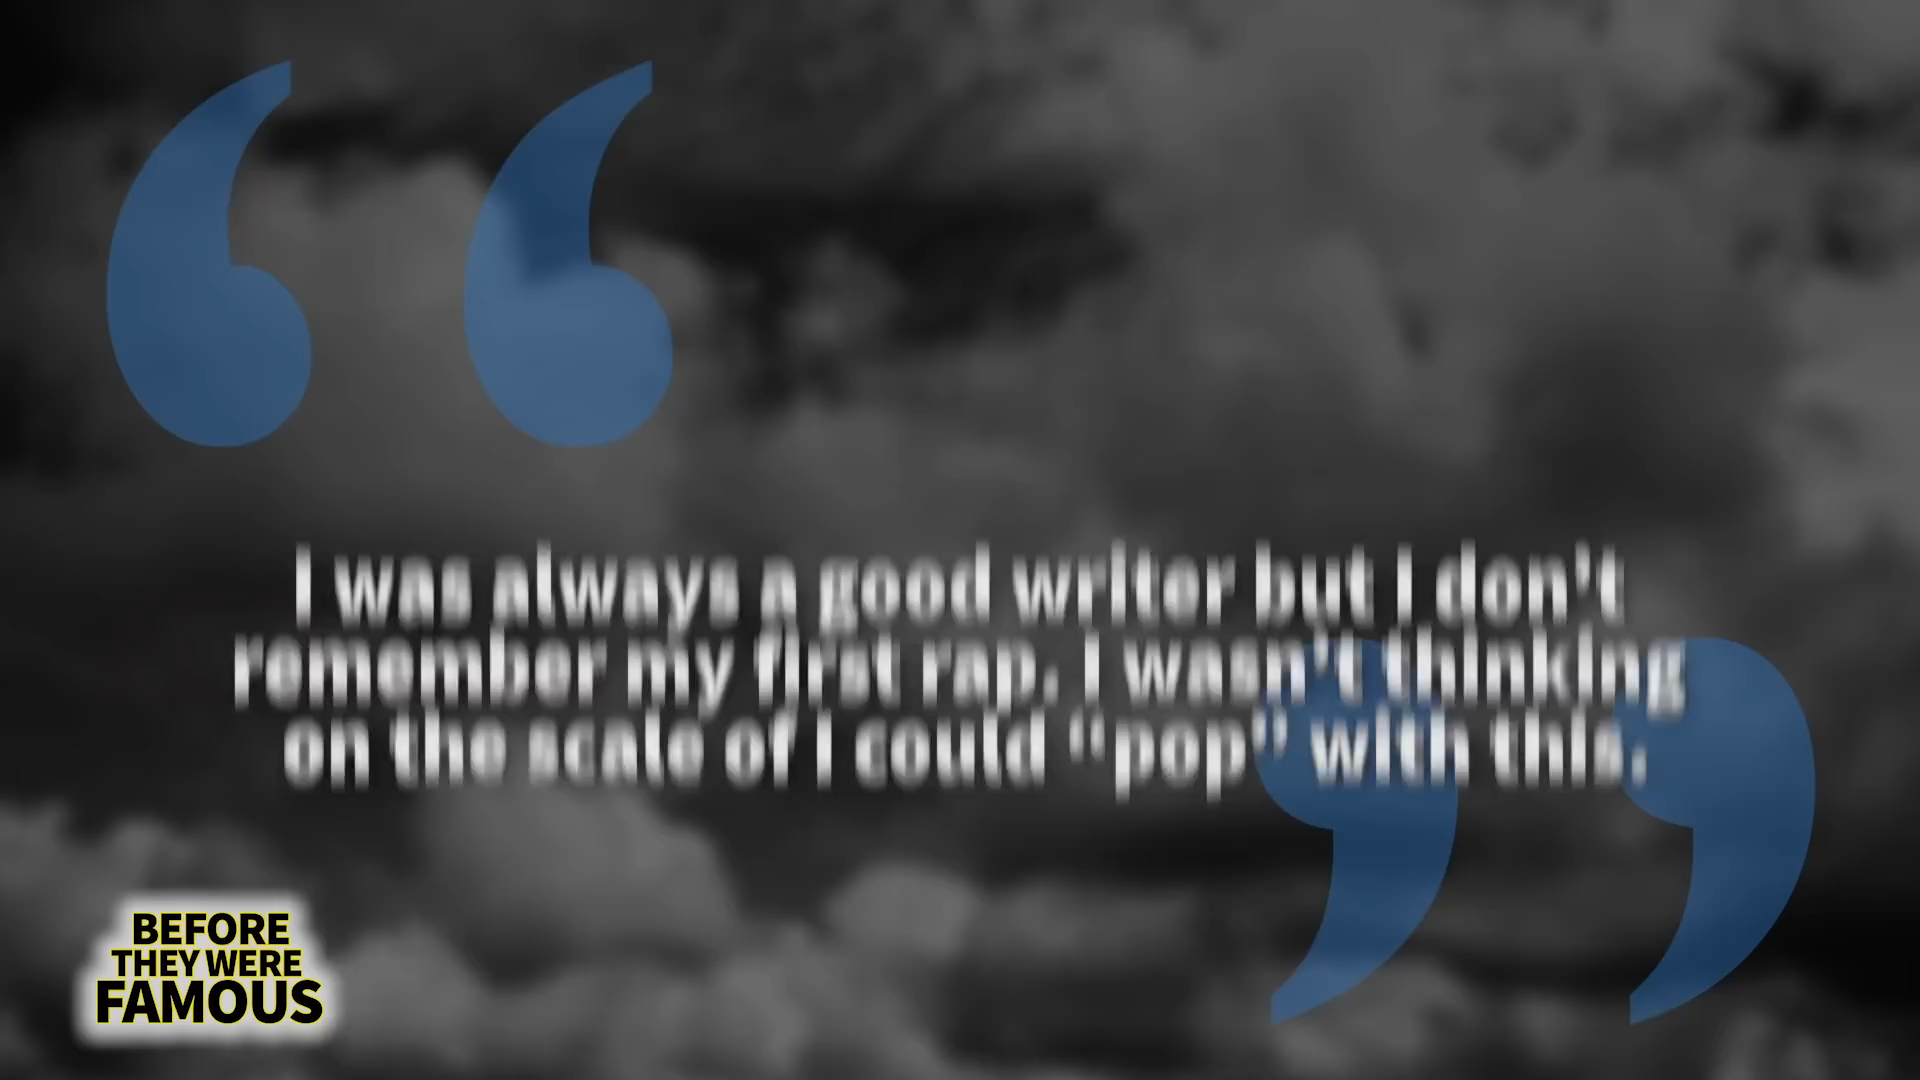 I was always a good writer but I don't
remember my first rap. I wasn't thinking
on the scale of I could "pop" with this.
BEFORE
THEY WERE
FAMOUS